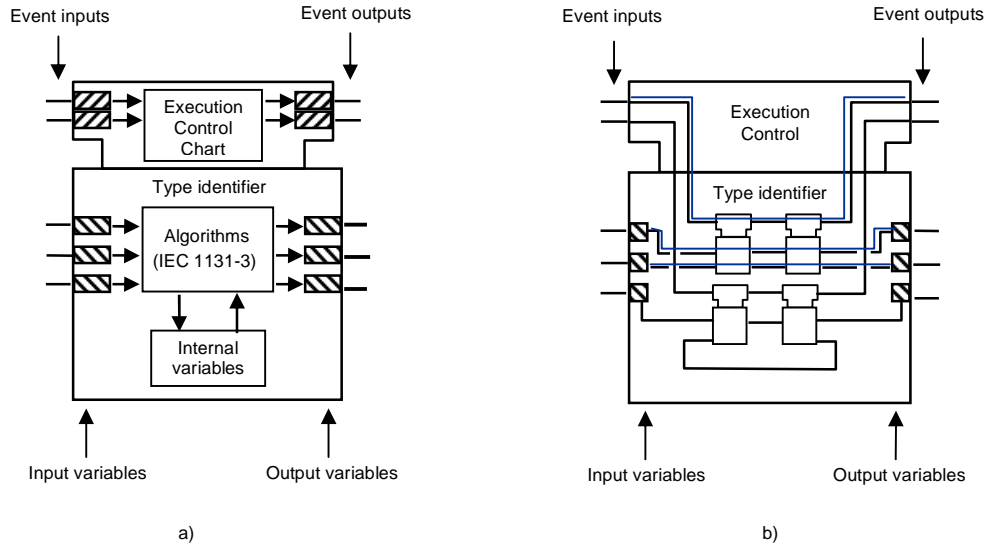 Event inputs
Event outputs
Execution
Control
Chart
Type identifier
Algorithms
(IEC 1131-3)
Internal
variables
Input variables
Output variables
a)
Event inputs
Event outputs
Execution
Control
Type identifier
Input variables
Output variables
b)